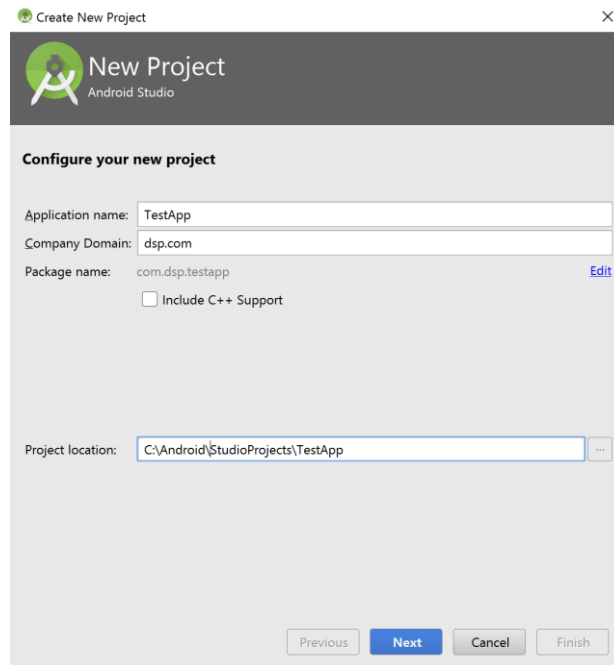 Create New Project
New Project
Android Studio
Configure your new project
Application name: TestApp
Company Domain: dsp.com
Package name: com.dsp.testapp Edit
Include C++ Support
Project location: C:\Android\StudioProjects\TestApp ...
Previous Next Cancel Finish